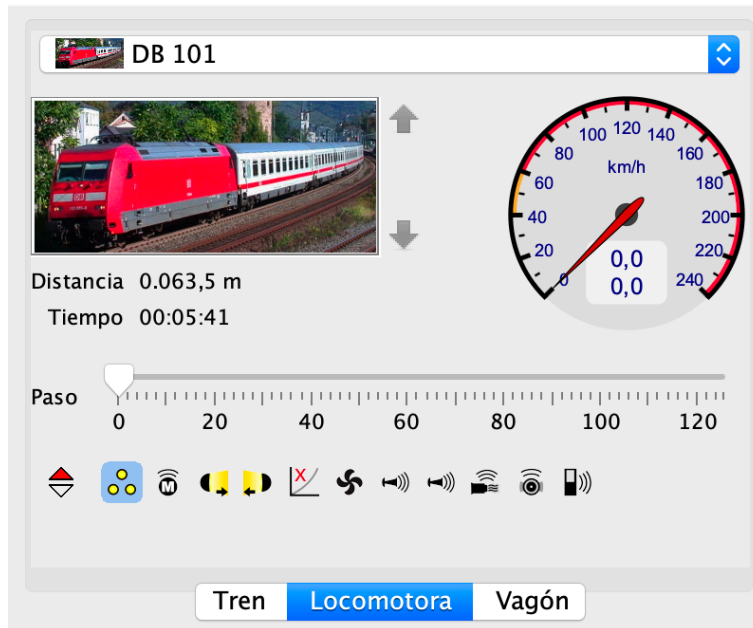 DB 101
Distancia 0.063,5 m
Tiempo 00:05:41
km/h
0 20 40 60 80 100 120 140 160 180 200 220 240
0,0
0,0
Paso
0 20 40 60 80 100 120
M
X
Tren Locomotora Vagón